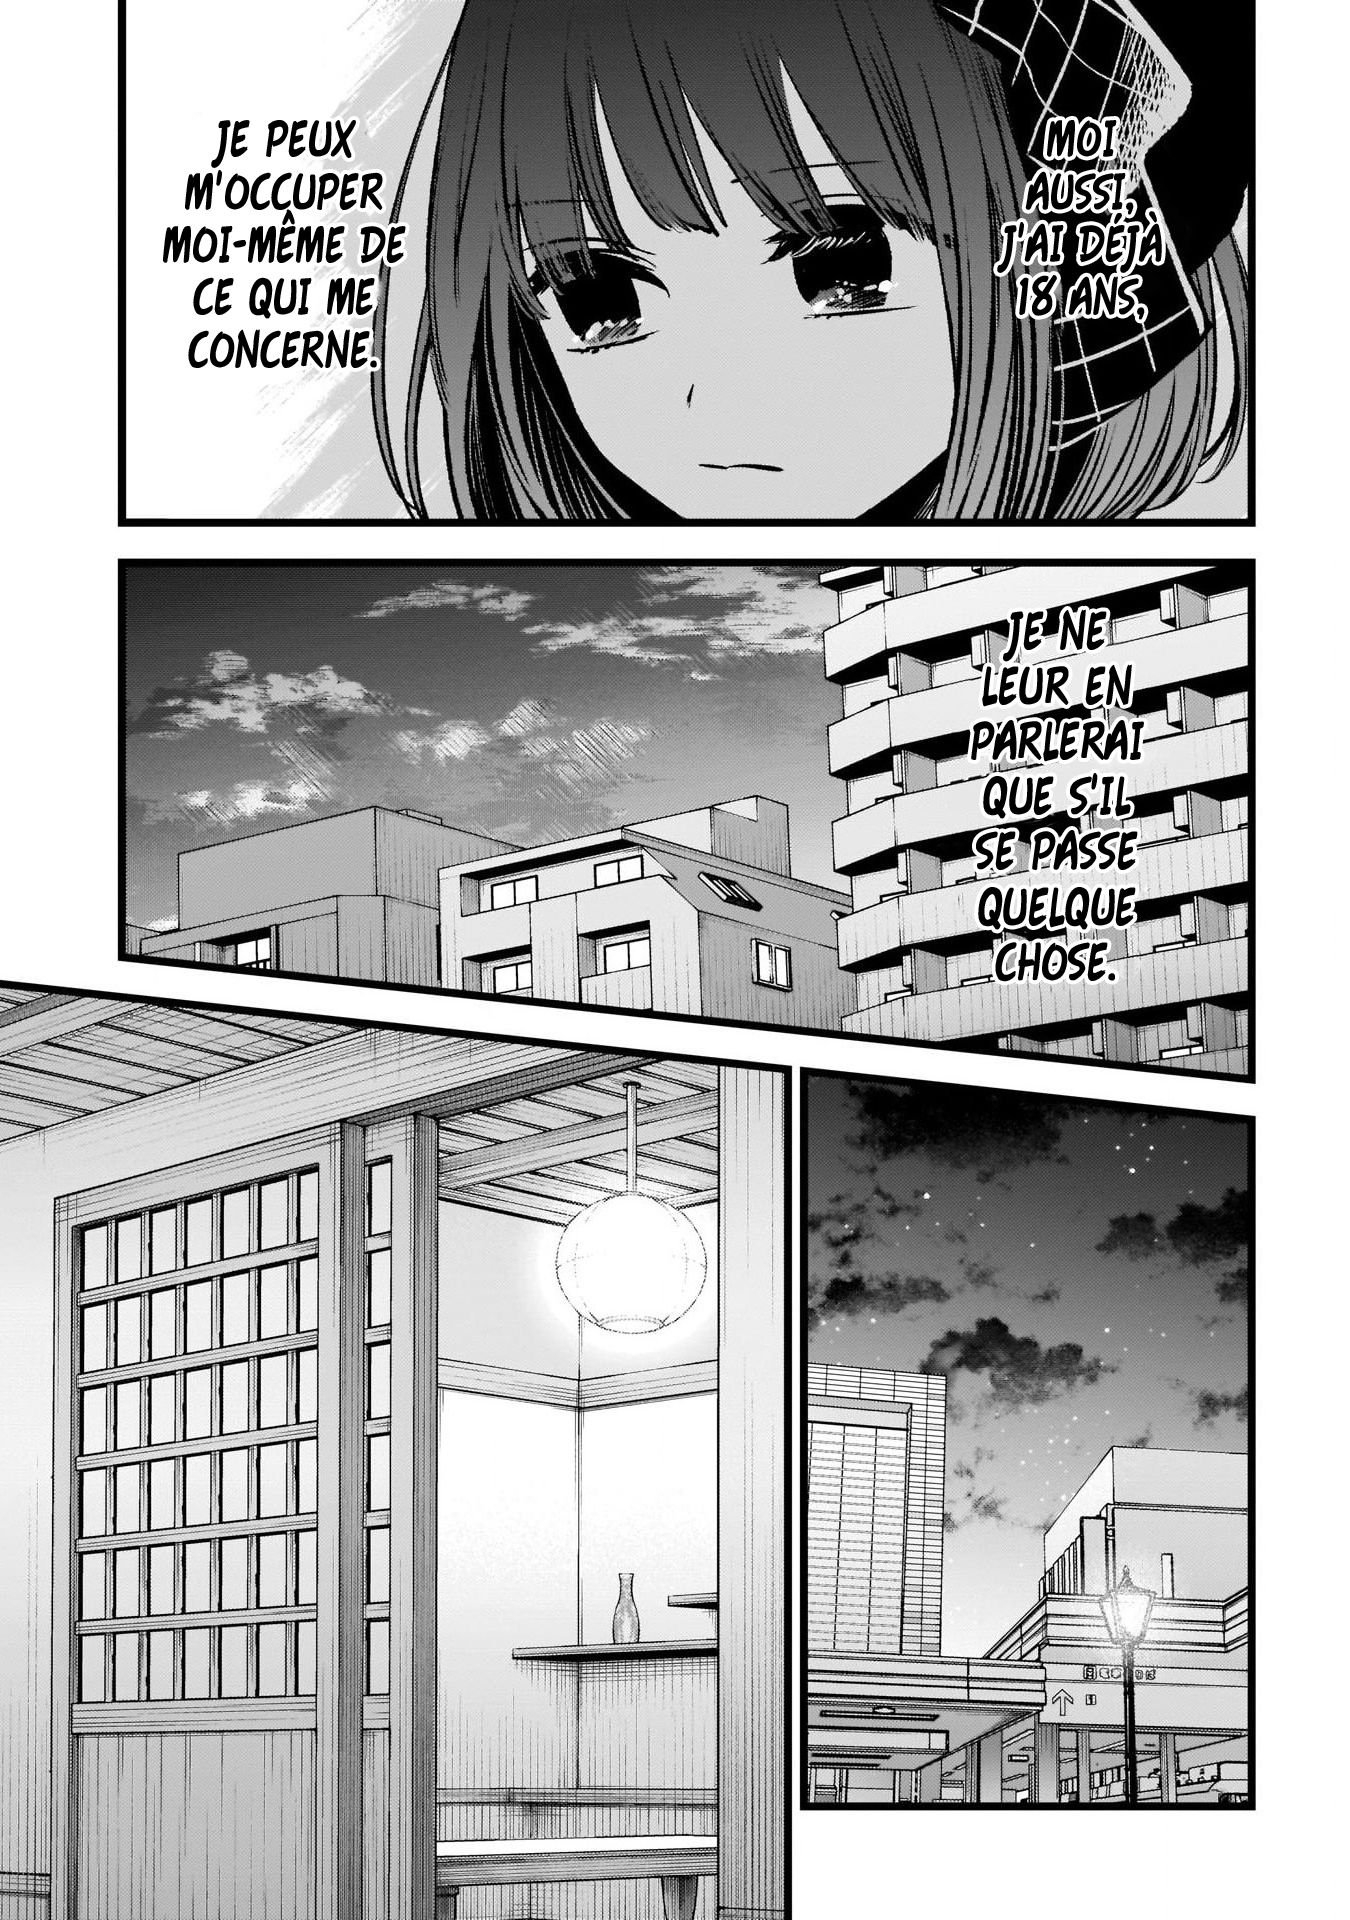 MOI
AUSSI,
J'AI DÉJÀ
18 ANS,
JE PEUX
M'OCCUPER
MOI-MÊME DE
CE QUI ME
CONCERNE.
JE NE
LEUR EN
PARLERAI
QUE S'IL
SE PASSE
QUELQUE
CHOSE.